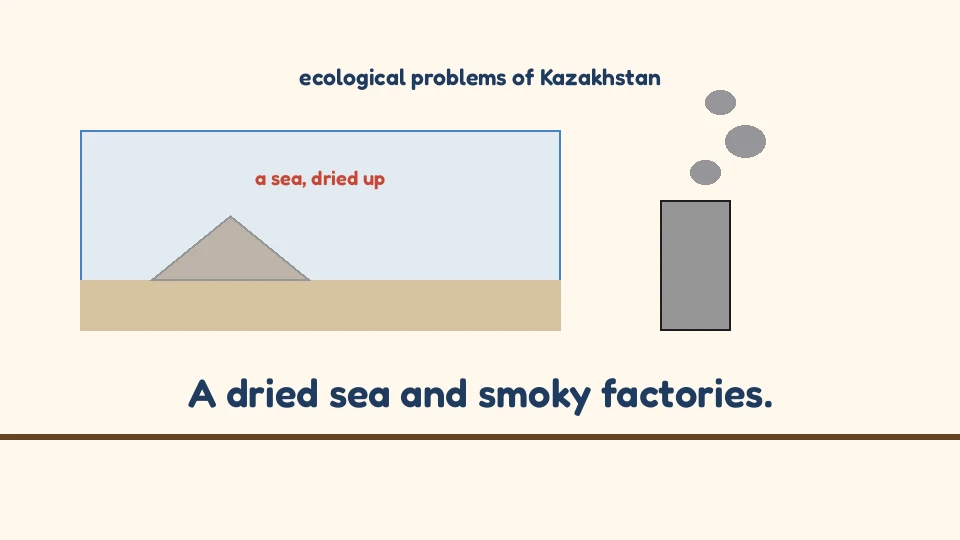 ecological problems of Kazakhstan
a sea, dried up
A dried sea and smoky factories.